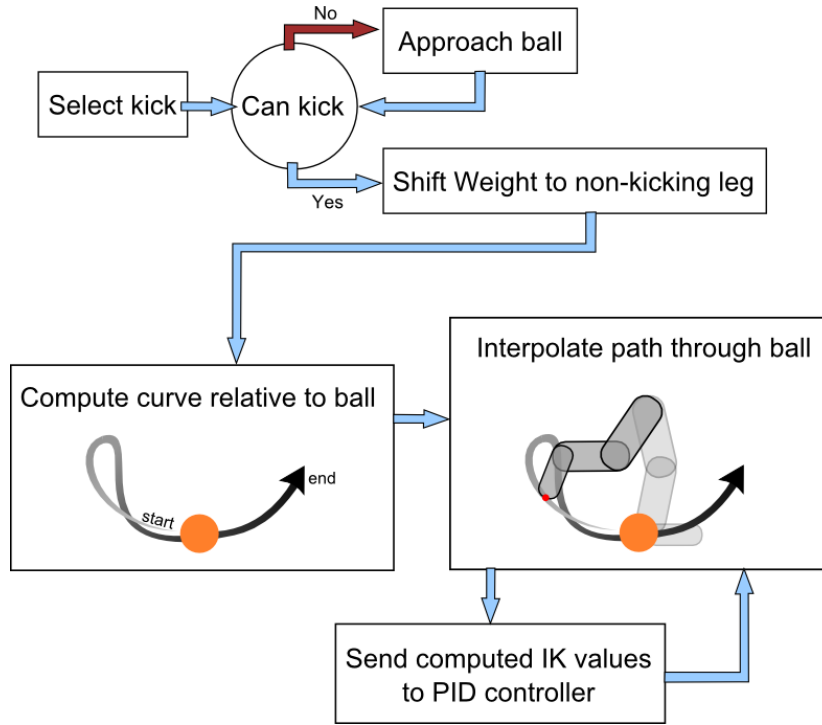 No
Approach ball
Select kick
Can kick
Shift Weight to non-kicking leg
Yes
Compute curve relative to ball
start
end
Interpolate path through ball
Send computed IK values
to PID controller